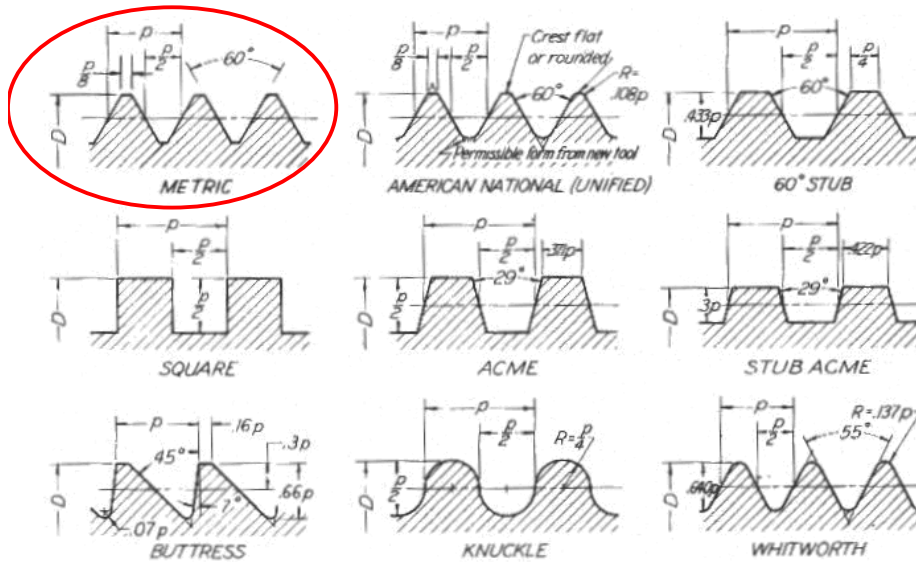 p
p/8
p/2
60°
D
METRIC
p
p/8
p/2
Crest flat
or rounded
60°
R=
.108p
D
Permissible form from new tool
AMERICAN NATIONAL (UNIFIED)
p
p/2
p/4
60°
.433p
D
60° STUB
p
p/2
p/2
D
SQUARE
p
p/2
.371p
29°
p/2
D
ACME
p
p/2
.422p
29°
.3p
D
STUB ACME
p
.16p
45°
.3p
.66p
7°
D
.07p
BUTTRESS
p
p/2
R=p/4
p/2
D
KNUCKLE
p
R=.137p
p/2
55°
.640p
D
WHITWORTH